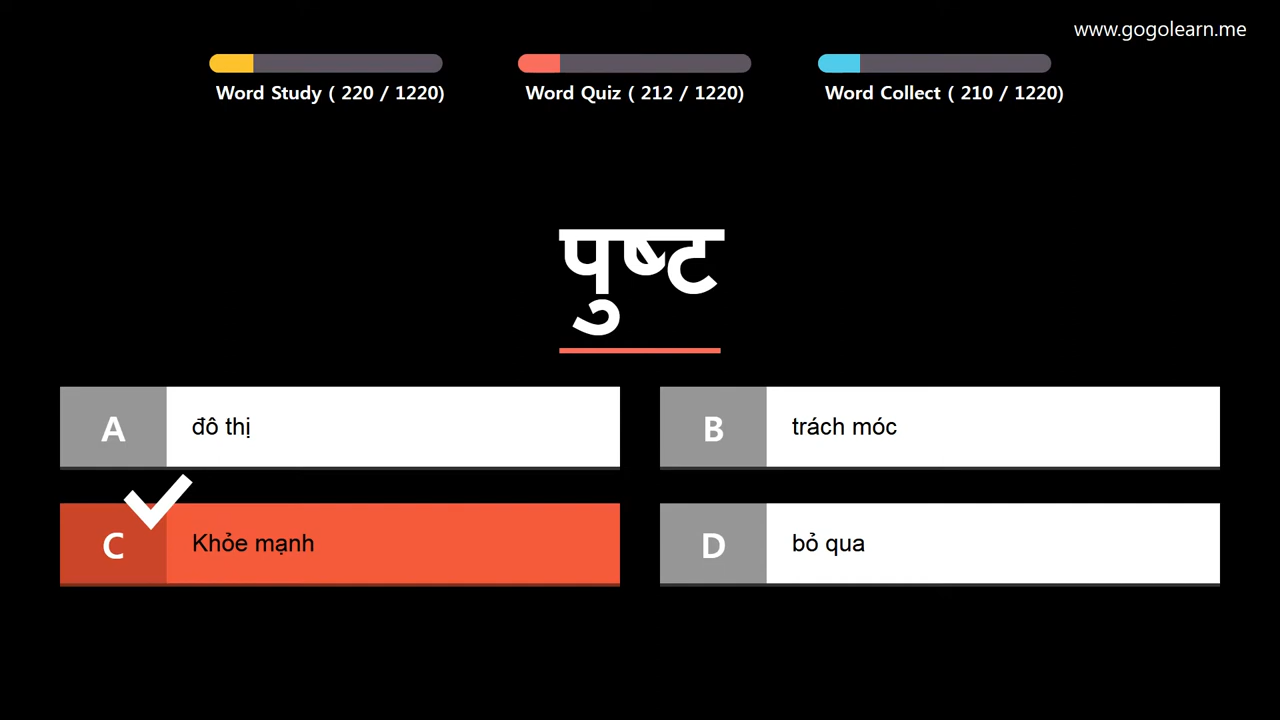 www.gogolearn.me
Word Study ( 220 / 1220)
Word Quiz ( 212 / 1220)
Word Collect ( 210 / 1220)
पुष्ट
A
đô thị
B
trách móc
C
Khỏe mạnh
D
bỏ qua